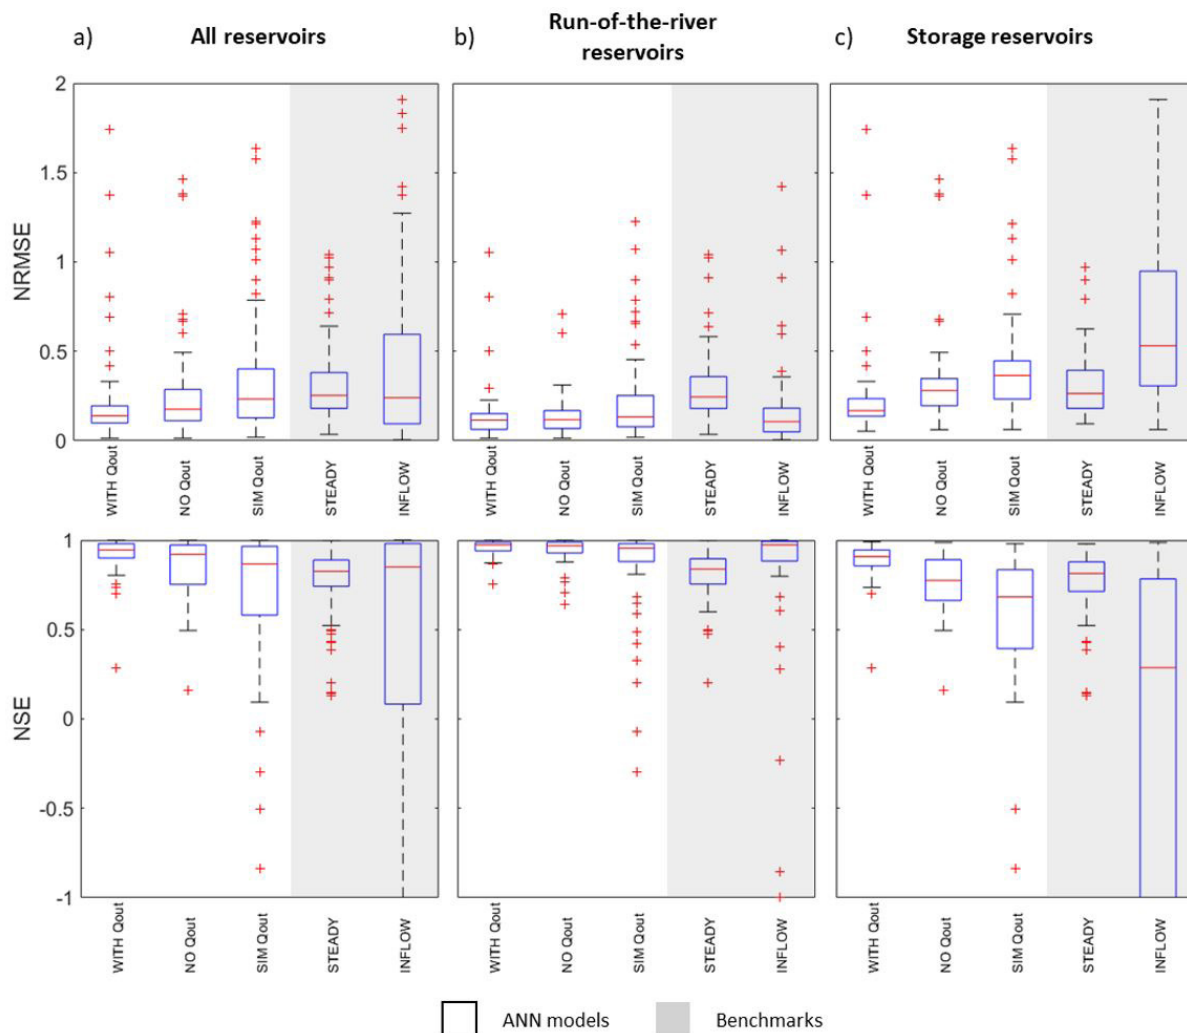 a) All reservoirs
b) Run-of-the-river
reservoirs
c) Storage reservoirs
NRMSE
2
1.5
1
0.5
0
WITH Qout
NO Qout
SIM Qout
STEADY
INFLOW
WITH Qout
NO Qout
SIM Qout
STEADY
INFLOW
WITH Qout
NO Qout
SIM Qout
STEADY
INFLOW
NSE
1
0.5
0
-0.5
-1
WITH Qout
NO Qout
SIM Qout
STEADY
INFLOW
WITH Qout
NO Qout
SIM Qout
STEADY
INFLOW
WITH Qout
NO Qout
SIM Qout
STEADY
INFLOW
ANN models
Benchmarks